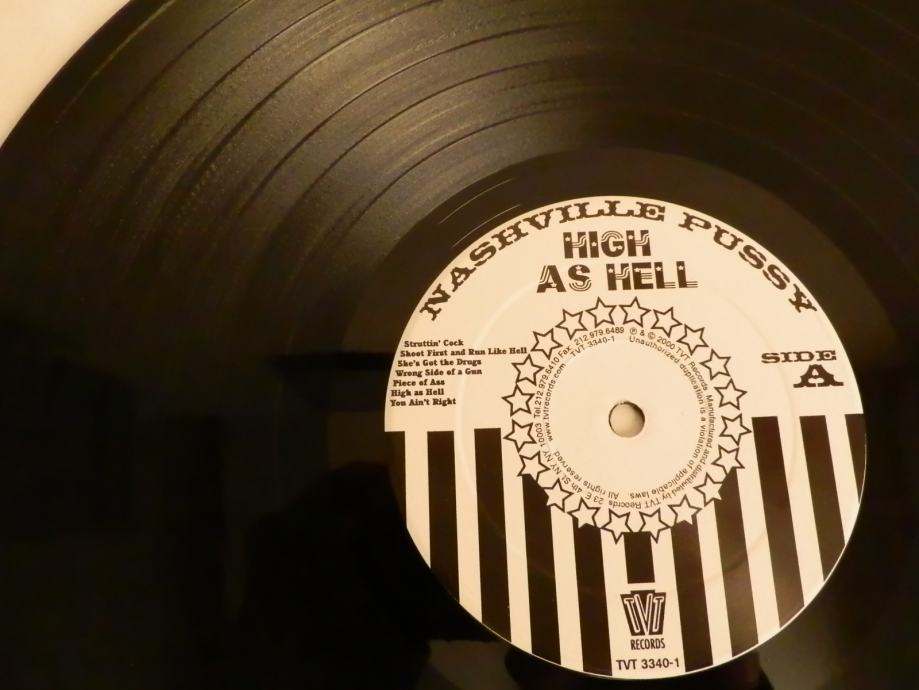 NASHVILLE PUSSY
HIGH
AS HELL
Struttin' Cock
Shoot First and Run Like Hell
She's Got the Drugs
Wrong Side of a Gun
Piece of Ass
High as Hell
You Ain't Right
SIDE
A
℗ & © 2000 TVT Records Manufactured and distributed by TVT Records 23 E. 4th St. NY NY 10003 Tel.212.979.6410 Fax 212.979.6489
TVT 3340-1 Unauthorized duplication is a violation of applicable laws. All rights reserved www.tvtrecords.com
TVT
RECORDS
TVT 3340-1